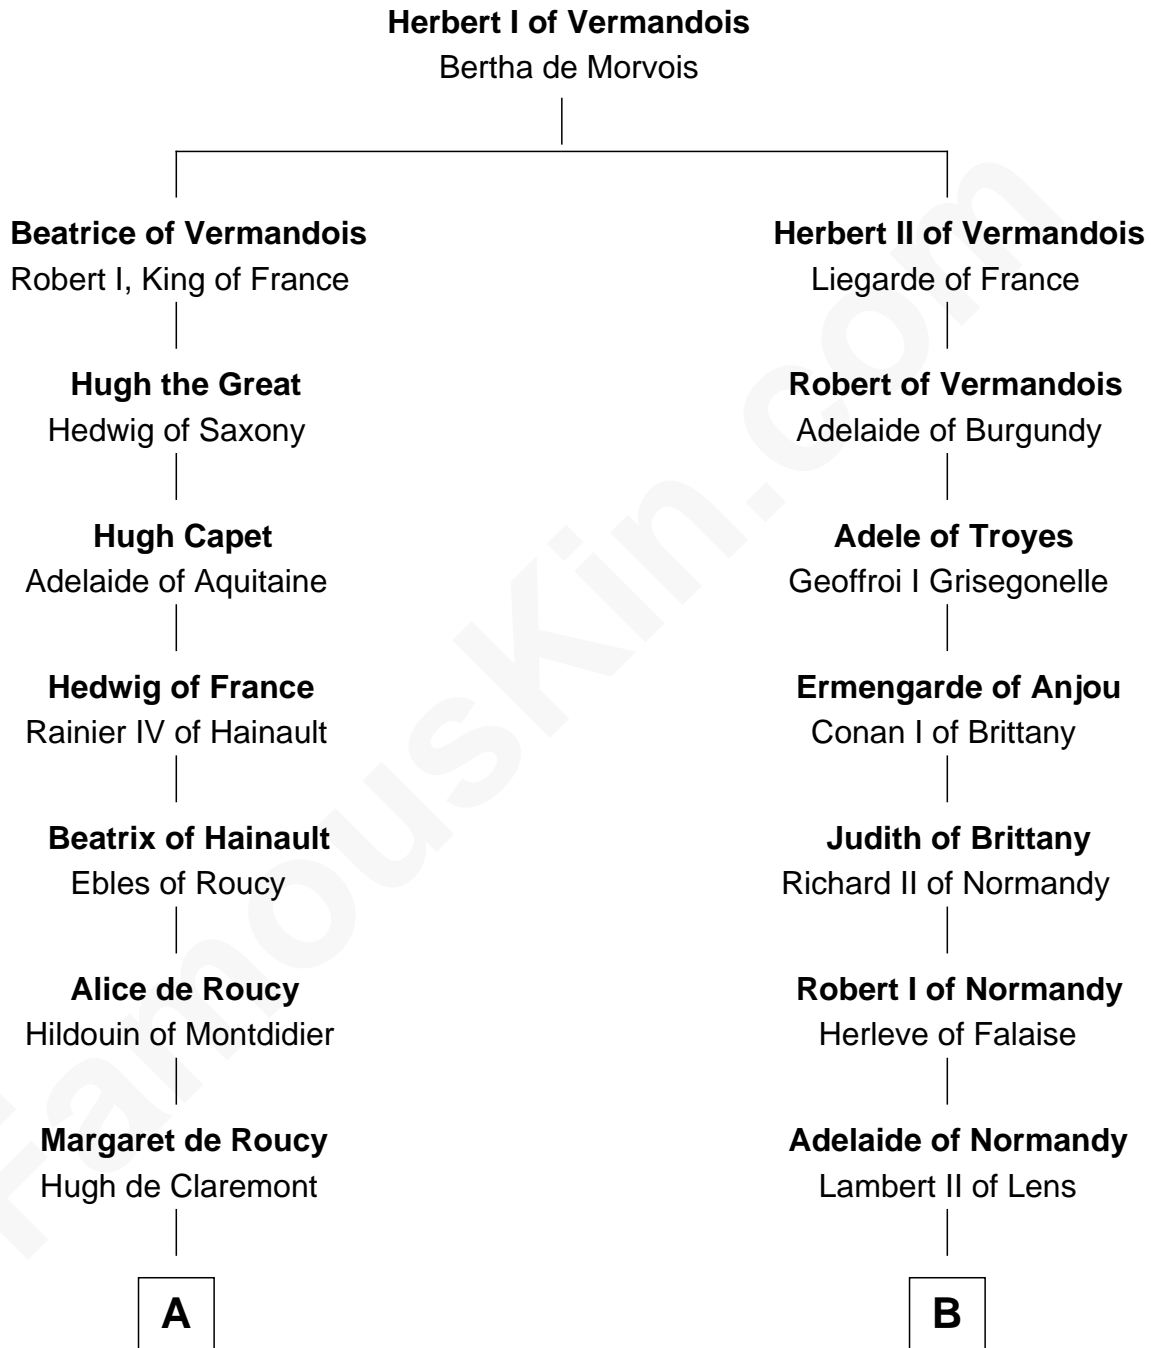 Herbert I of Vermandois
Bertha de Morvois
Beatrice of Vermandois
Robert I, King of France
Herbert II of Vermandois
Liegarde of France
Hugh the Great
Hedwig of Saxony
Robert of Vermandois
Adelaide of Burgundy
Hugh Capet
Adelaide of Aquitaine
Adele of Troyes
Geoffroi I Grisegonelle
Hedwig of France
Rainier IV of Hainault
Ermengarde of Anjou
Conan I of Brittany
Beatrix of Hainault
Ebles of Roucy
Judith of Brittany
Richard II of Normandy
Alice de Roucy
Hildouin of Montdidier
Robert I of Normandy
Herleve of Falaise
Margaret de Roucy
Hugh de Claremont
Adelaide of Normandy
Lambert II of Lens
A
B
FamousKin.com